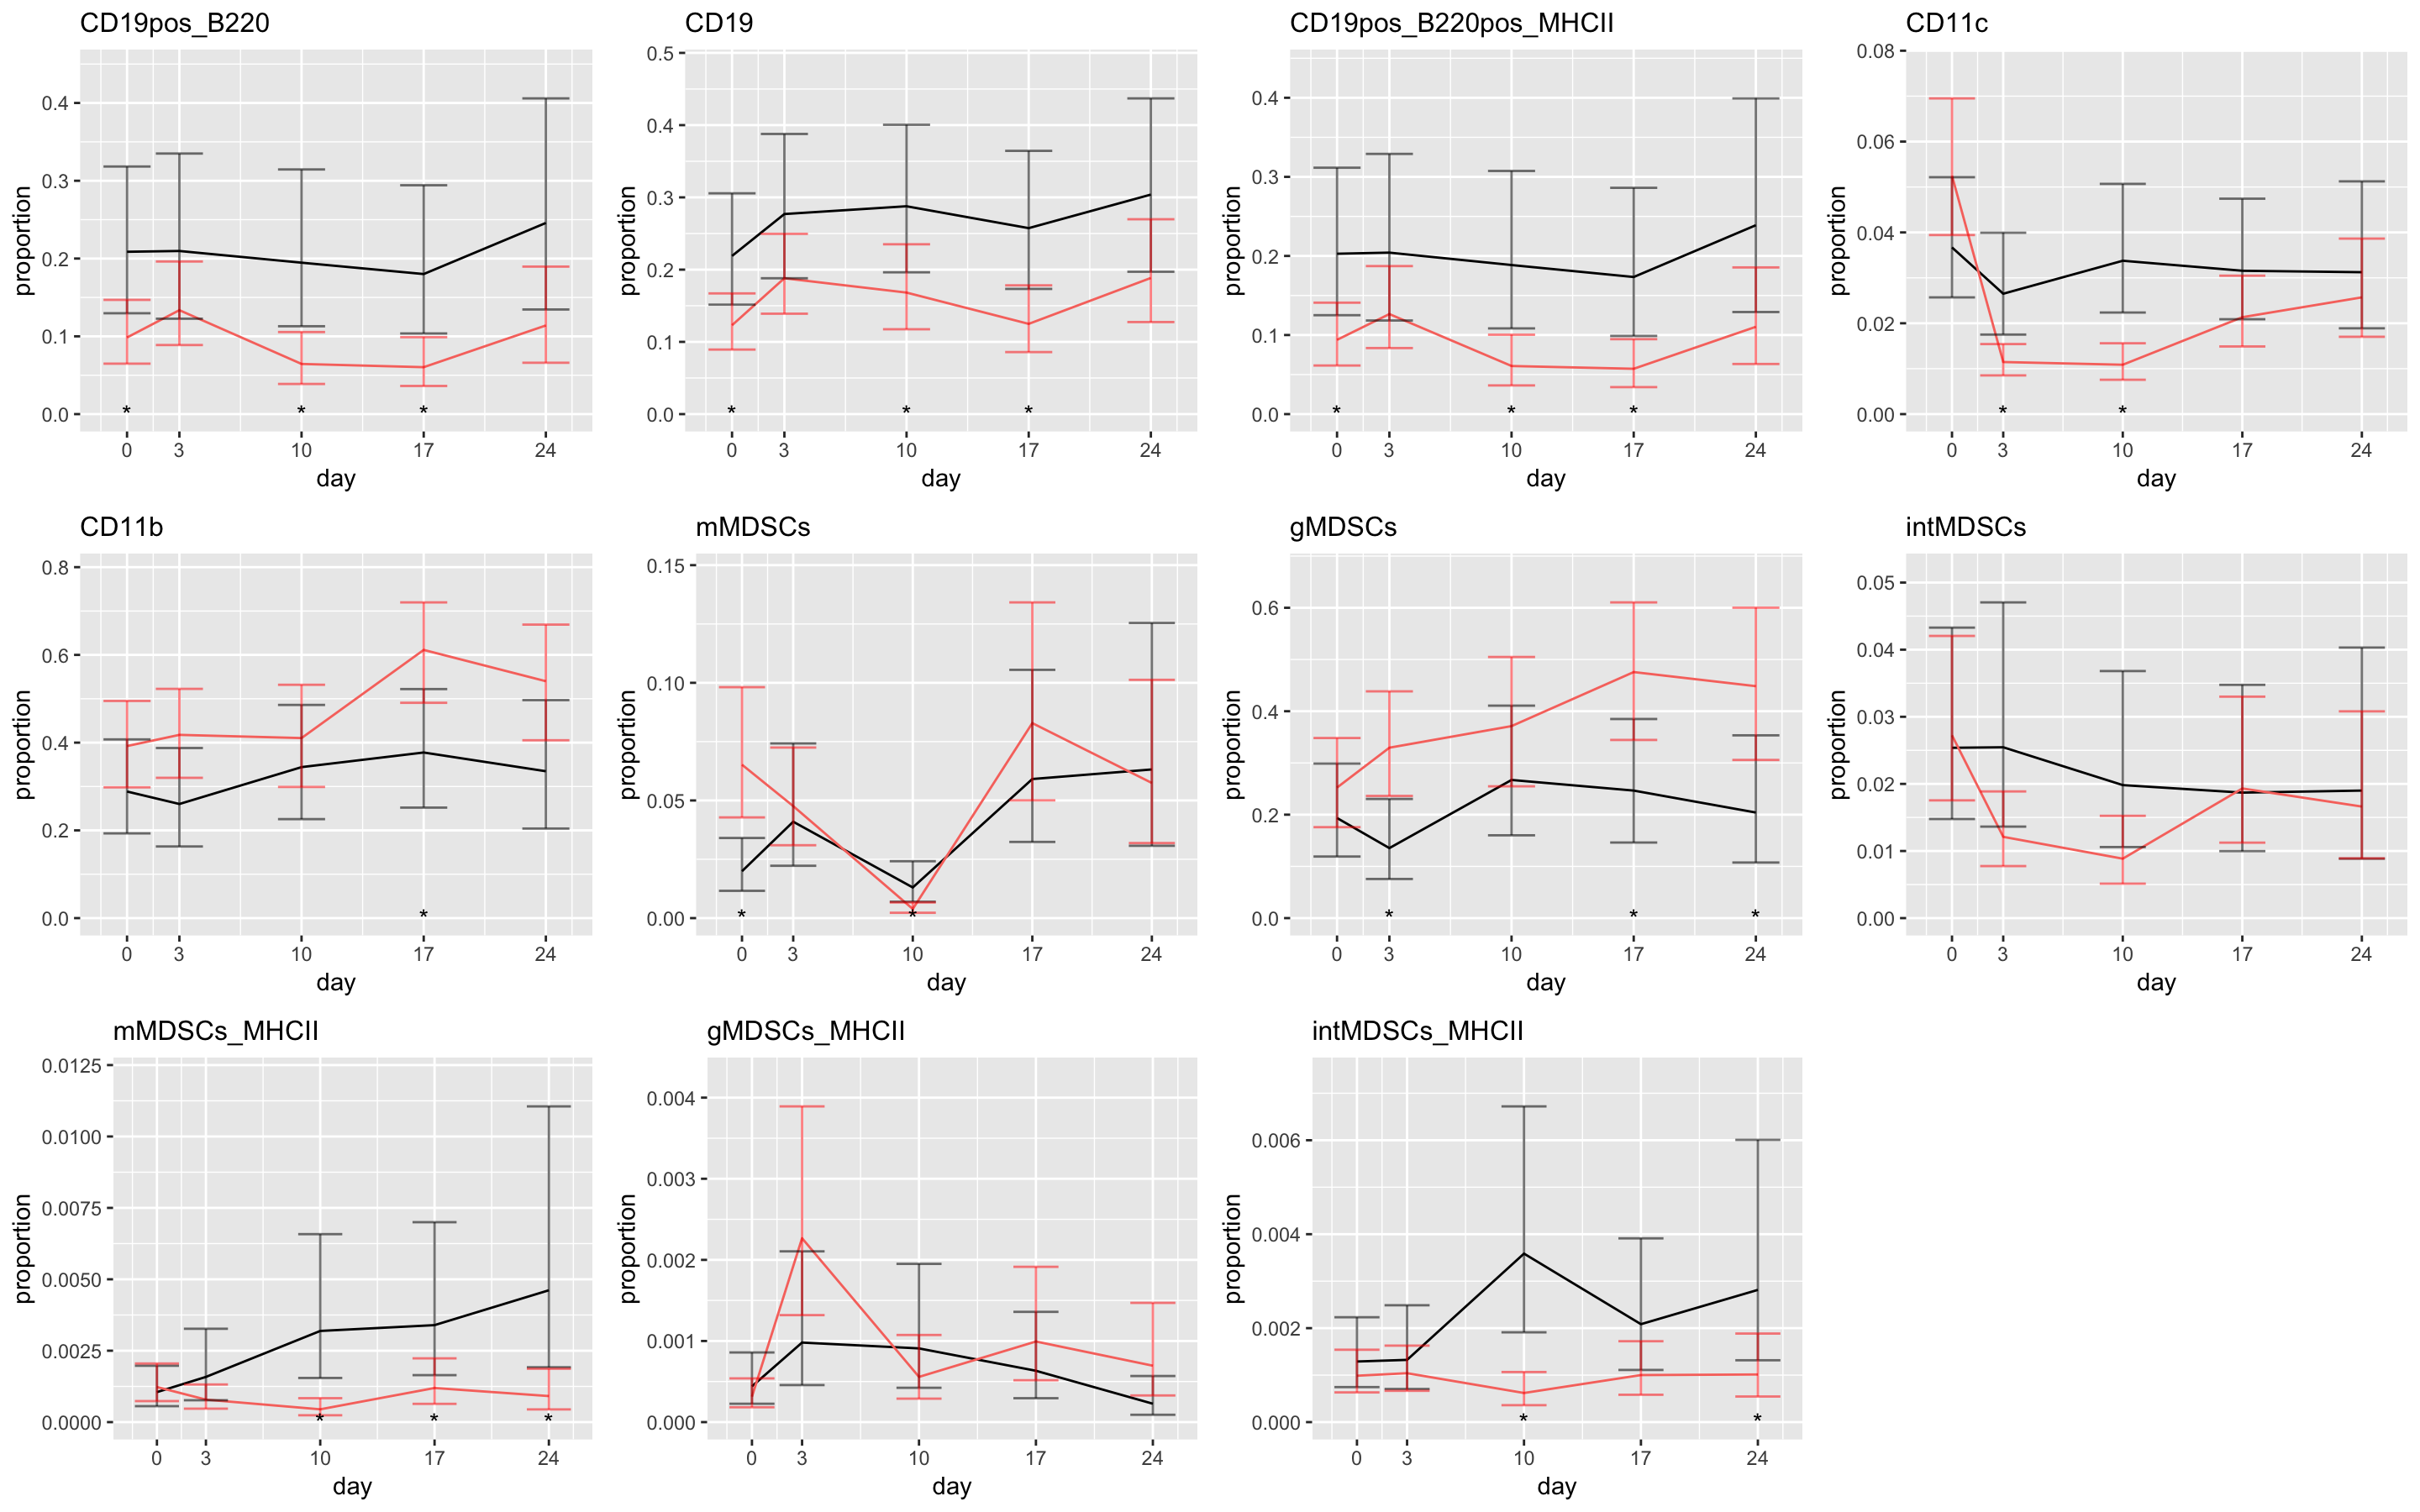 CD19pos_B220
proportion
0.4
0.3
0.2
0.1
0.0
* * *
0 3 10 17 24
day
CD19
proportion
0.5
0.4
0.3
0.2
0.1
0.0
* * *
0 3 10 17 24
day
CD19pos_B220pos_MHCII
proportion
0.4
0.3
0.2
0.1
0.0
* * *
0 3 10 17 24
day
CD11c
proportion
0.08
0.06
0.04
0.02
0.00
* *
0 3 10 17 24
day
CD11b
proportion
0.8
0.6
0.4
0.2
0.0
*
0 3 10 17 24
day
mMDSCs
proportion
0.15
0.10
0.05
0.00
* *
0 3 10 17 24
day
gMDSCs
proportion
0.6
0.4
0.2
0.0
* * *
0 3 10 17 24
day
intMDSCs
proportion
0.05
0.04
0.03
0.02
0.01
0.00
0 3 10 17 24
day
mMDSCs_MHCII
proportion
0.0125
0.0100
0.0075
0.0050
0.0025
0.0000
* * *
0 3 10 17 24
day
gMDSCs_MHCII
proportion
0.004
0.003
0.002
0.001
0.000
0 3 10 17 24
day
intMDSCs_MHCII
proportion
0.006
0.004
0.002
0.000
* *
0 3 10 17 24
day